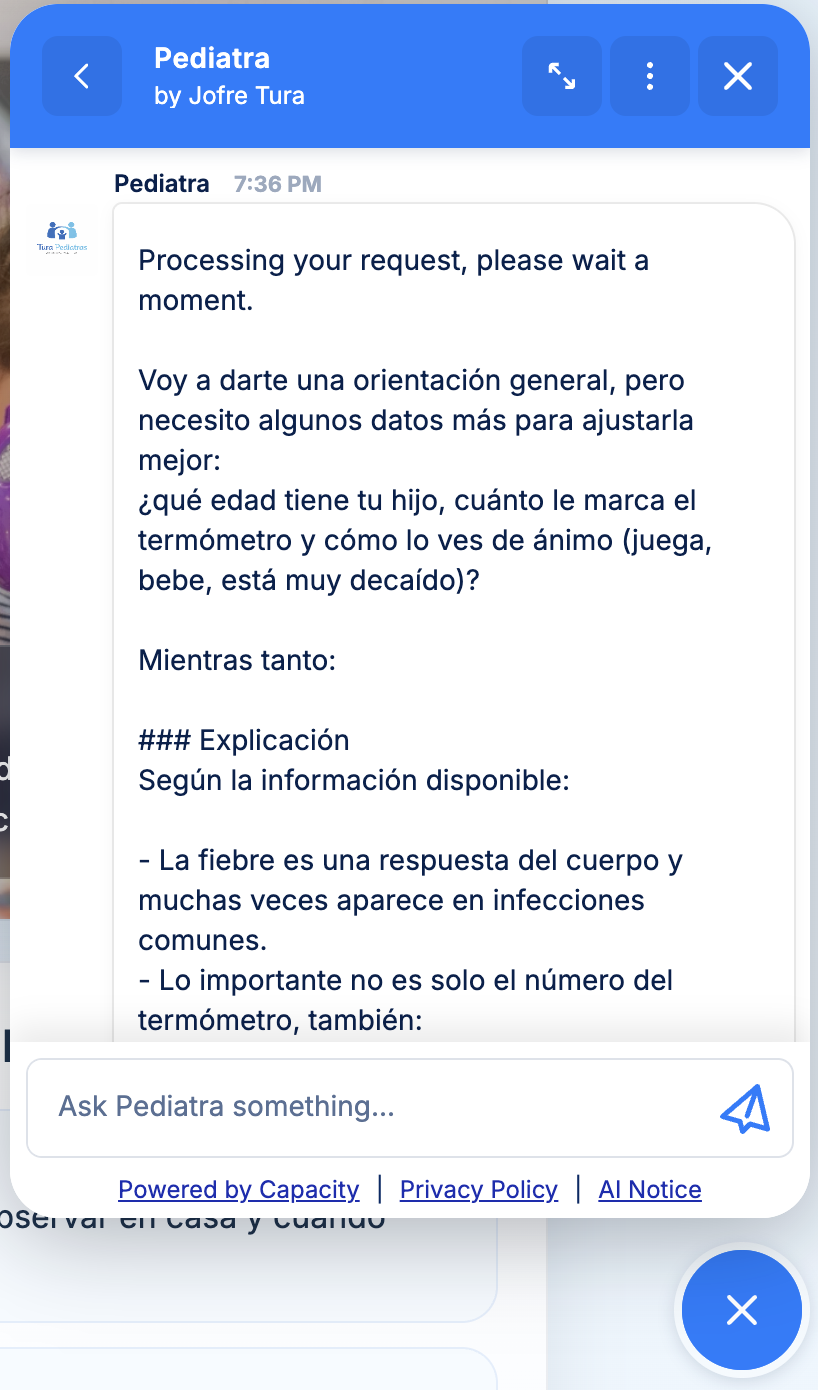 Pediatra
by Jofre Tura
Pediatra 7:36 PM
Tura Pediatras
Processing your request, please wait a
moment.
Voy a darte una orientación general, pero
necesito algunos datos más para ajustarla
mejor:
¿qué edad tiene tu hijo, cuánto le marca el
termómetro y cómo lo ves de ánimo (juega,
bebe, está muy decaído)?
Mientras tanto:
### Explicación
Según la información disponible:
- La fiebre es una respuesta del cuerpo y
muchas veces aparece en infecciones
comunes.
- Lo importante no es solo el número del
termómetro, también:
Ask Pediatra something...
Powered by Capacity | Privacy Policy | AI Notice
en casa y cuándo